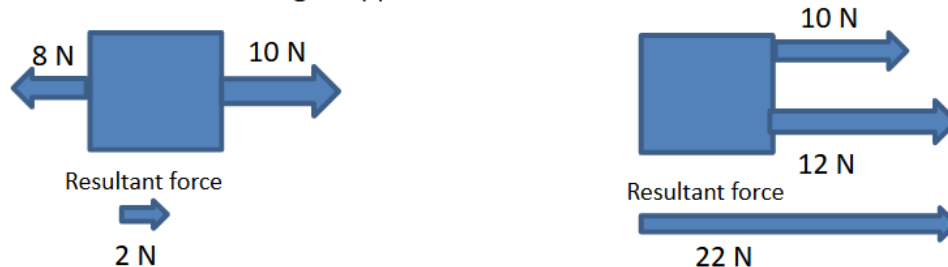 8 N
10 N
Resultant force
2 N
10 N
12 N
Resultant force
22 N